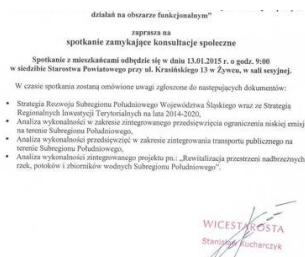 działań na obszarze funkcjonalnym"
zaprasza na
spotkanie zamykające konsultacje społeczne
Spotkanie z mieszkańcami odbędzie się w dniu 13.01.2015 r. o godz. 9:00
w siedzibie Starostwa Powiatowego przy ul. Krasińskiego 13 w Żywcu, w sali sesyjnej.
W czasie spotkania zostaną omówione uwagi zgłoszone do następujących dokumentów:
• Strategia Rozwoju Subregionu Południowego Województwa Śląskiego wraz ze Strategią
Regionalnych Inwestycji Terytorialnych na lata 2014-2020,
• Analiza wykonalności w zakresie zintegrowanego przedsięwzięcia ograniczenia niskiej emisji
na terenie Subregionu Południowego,
• Analiza wykonalności przedsięwzięć w zakresie zintegrowania transportu publicznego na
terenie Subregionu Południowego,
• Analiza wykonalności zintegrowanego projektu pn.: „Rewitalizacja przestrzeni nadbrzeżnych
rzek, potoków i zbiorników wodnych Subregionu Południowego".
WICESTAROSTA
Stanisław Kucharczyk